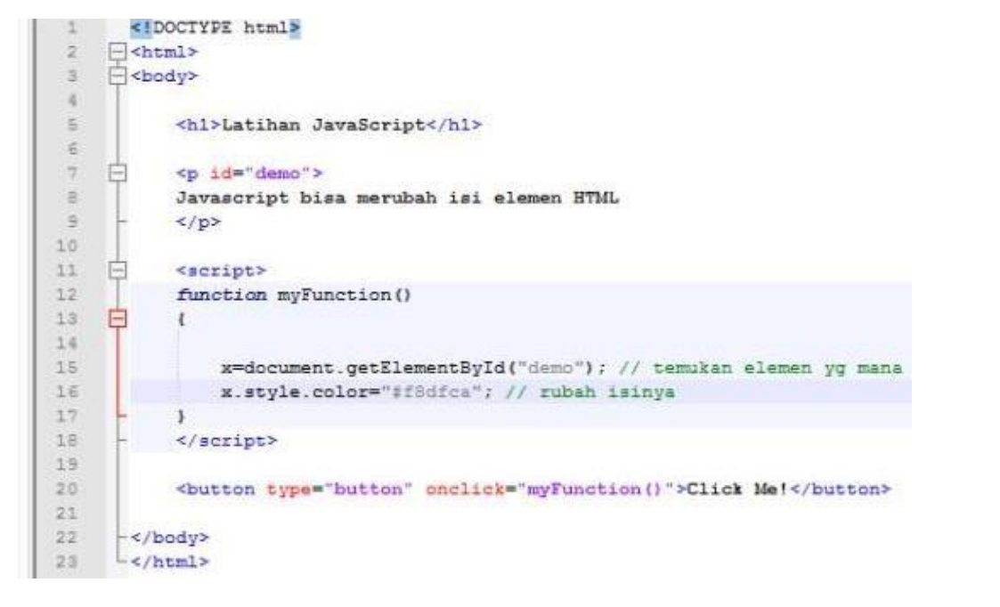 1 <!DOCTYPE html>
2 <html>
3 <body>
4
5 <h1>Latihan JavaScript</h1>
6
7 <p id="demo">
8 Javascript bisa merubah isi elemen HTML
9 </p>
10
11 <script>
12 function myFunction()
13 {
14
15 x=document.getElementById("demo"); // temukan elemen yg mana
16 x.style.color="#f8dfca"; // rubah isinya
17 }
18 </script>
19
20 <button type="button" onclick="myFunction()">Click Me!</button>
21
22 </body>
23 </html>